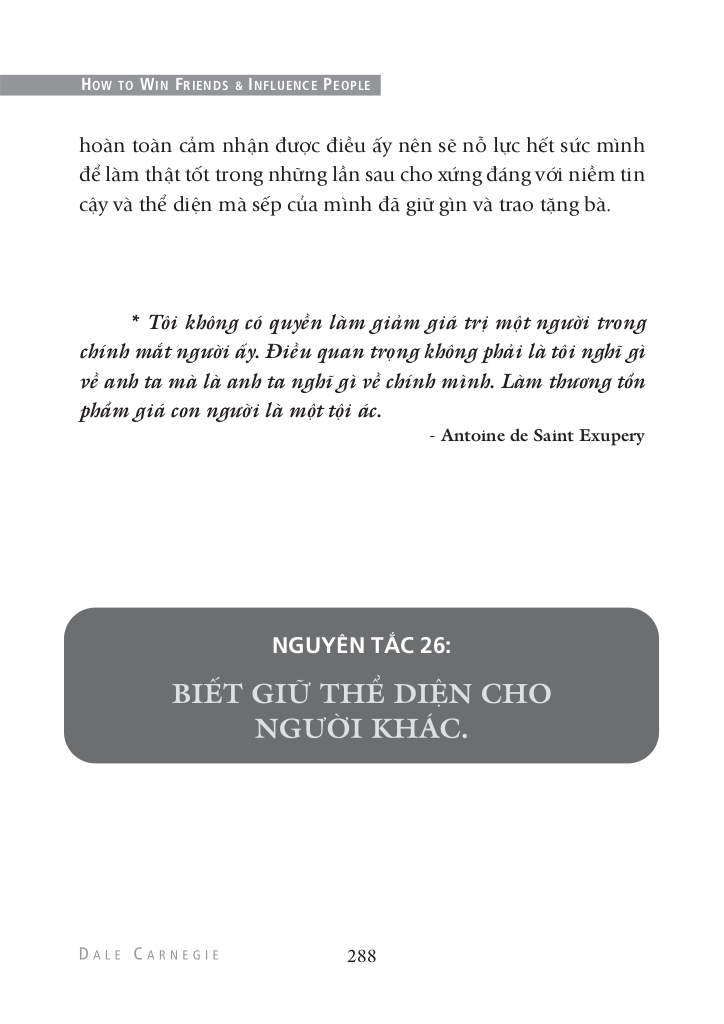 HOW TO WIN FRIENDS & INFLUENCE PEOPLE
hoàn toàn cảm nhận được điều ấy nên sẽ nỗ lực hết sức mình
để làm thật tốt trong những lần sau cho xứng đáng với niềm tin
cậy và thể diện mà sếp của mình đã giữ gìn và trao tặng bà.
* Tôi không có quyền làm giảm giá trị một người trong
chính mắt người ấy. Điều quan trọng không phải là tôi nghĩ gì
về anh ta mà là anh ta nghĩ gì về chính mình. Làm thương tổn
phẩm giá con người là một tội ác.
- Antoine de Saint Exupery
NGUYÊN TẮC 26:
BIẾT GIỮ THỂ DIỆN CHO
NGƯỜI KHÁC.
DALE CARNEGIE 288